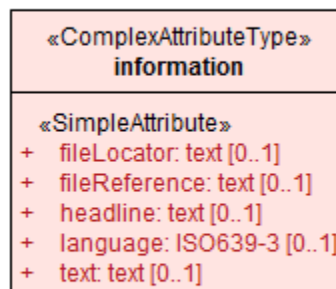 «ComplexAttributeType»
information
«SimpleAttribute»
+ fileLocator: text [0..1]
+ fileReference: text [0..1]
+ headline: text [0..1]
+ language: ISO639-3 [0..1]
+ text: text [0..1]